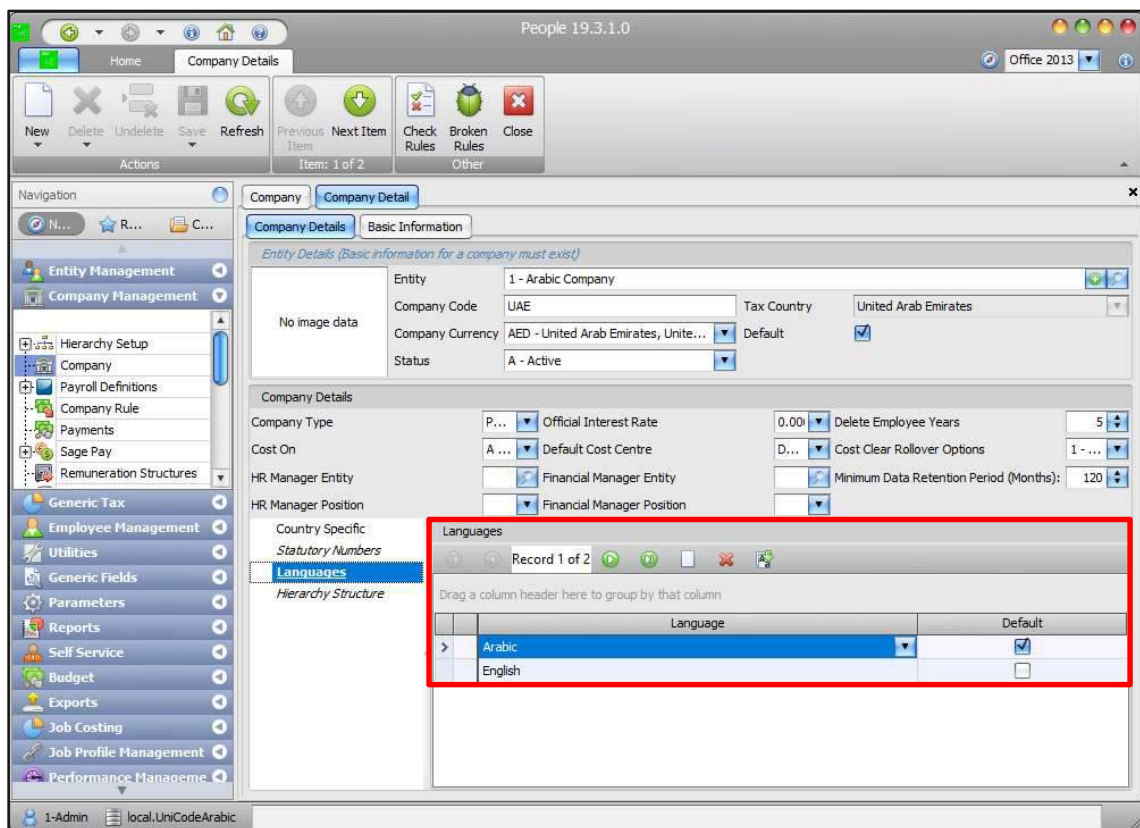 People 19.3.1.0
Home
Company Details
Office 2013
New
Delete
Undelete
Save
Refresh
Previous Item
Next Item
Check Rules
Broken Rules
Close
Actions
Item: 1 of 2
Other
Navigation
N...
R...
C...
Entity Management
Company Management
Hierarchy Setup
Company
Payroll Definitions
Company Rule
Payments
Sage Pay
Remuneration Structures
Generic Tax
Employee Management
Utilities
Generic Fields
Parameters
Reports
Self Service
Budget
Exports
Job Costing
Job Profile Management
Performance Manageme
Company
Company Detail
Company Details
Basic Information
Entity Details (Basic information for a company must exist)
No image data
Entity
1 - Arabic Company
Company Code
UAE
Tax Country
United Arab Emirates
Company Currency
AED - United Arab Emirates, Unite...
Default
Status
A - Active
Company Details
Company Type
P...
Official Interest Rate
0.00
Delete Employee Years
5
Cost On
A ...
Default Cost Centre
D...
Cost Clear Rollover Options
1 - ...
HR Manager Entity
Financial Manager Entity
Minimum Data Retention Period (Months):
120
HR Manager Position
Financial Manager Position
Country Specific
Statutory Numbers
Languages
Hierarchy Structure
Languages
Record 1 of 2
Drag a column header here to group by that column
Language
Default
Arabic
English
1-Admin
local.UniCodeArabic